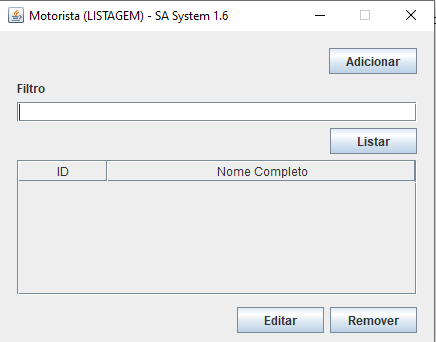 Motorista (LISTAGEM) - SA System 1.6
Adicionar
Filtro
Listar
ID Nome Completo
Editar Remover